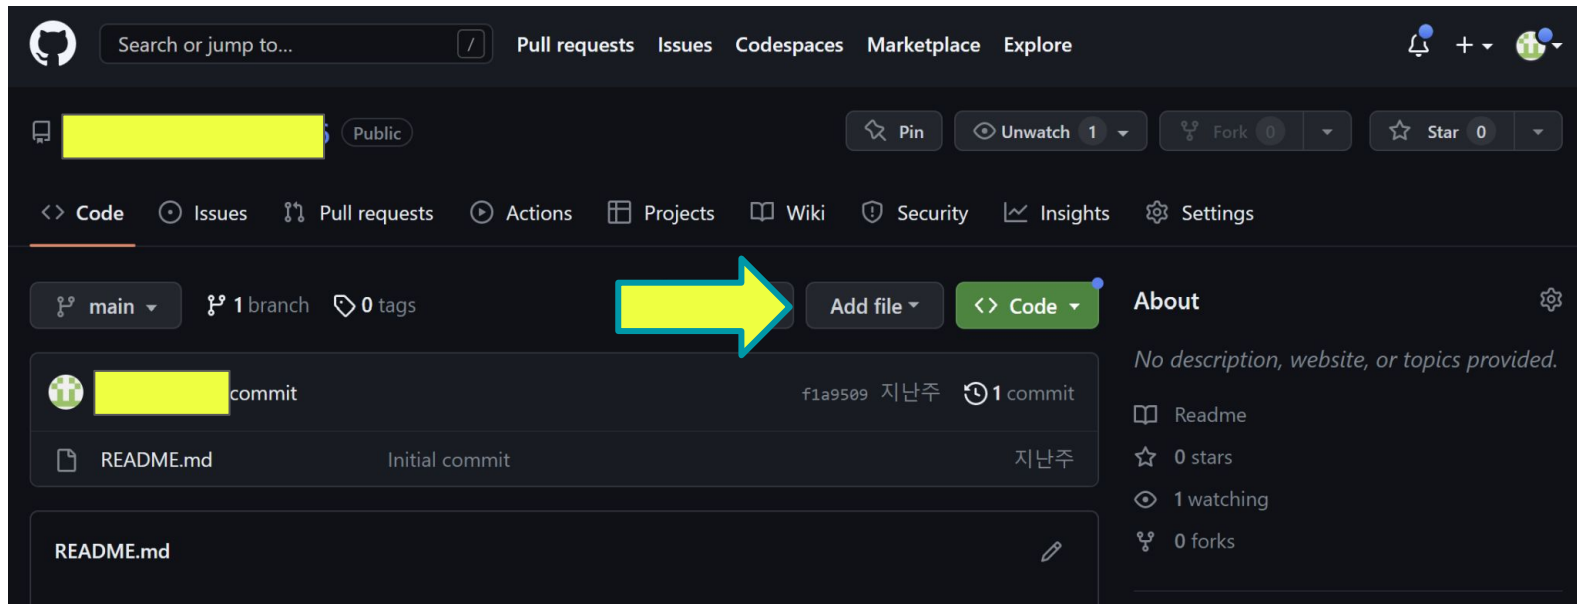 Search or jump to... / Pull requests Issues Codespaces Marketplace Explore
Public Pin Unwatch 1 Fork 0 Star 0
Code Issues Pull requests Actions Projects Wiki Security Insights Settings
main 1 branch 0 tags Add file Code
commit f1a9509 지난주 1 commit
README.md Initial commit 지난주
README.md
About
No description, website, or topics provided.
Readme
0 stars
1 watching
0 forks